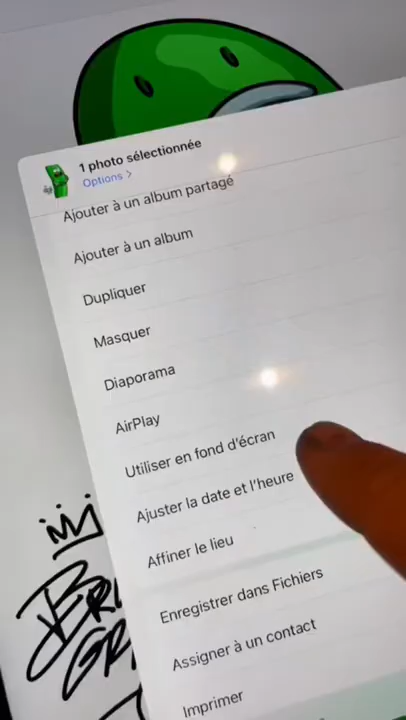 1 photo sélectionnée
Options >
Ajouter à un album partagé
Ajouter à un album
Dupliquer
Masquer
Diaporama
AirPlay
Utiliser en fond d'écran
Ajuster la date et l'heure
Affiner le lieu
Enregistrer dans Fichiers
Assigner à un contact
Imprimer